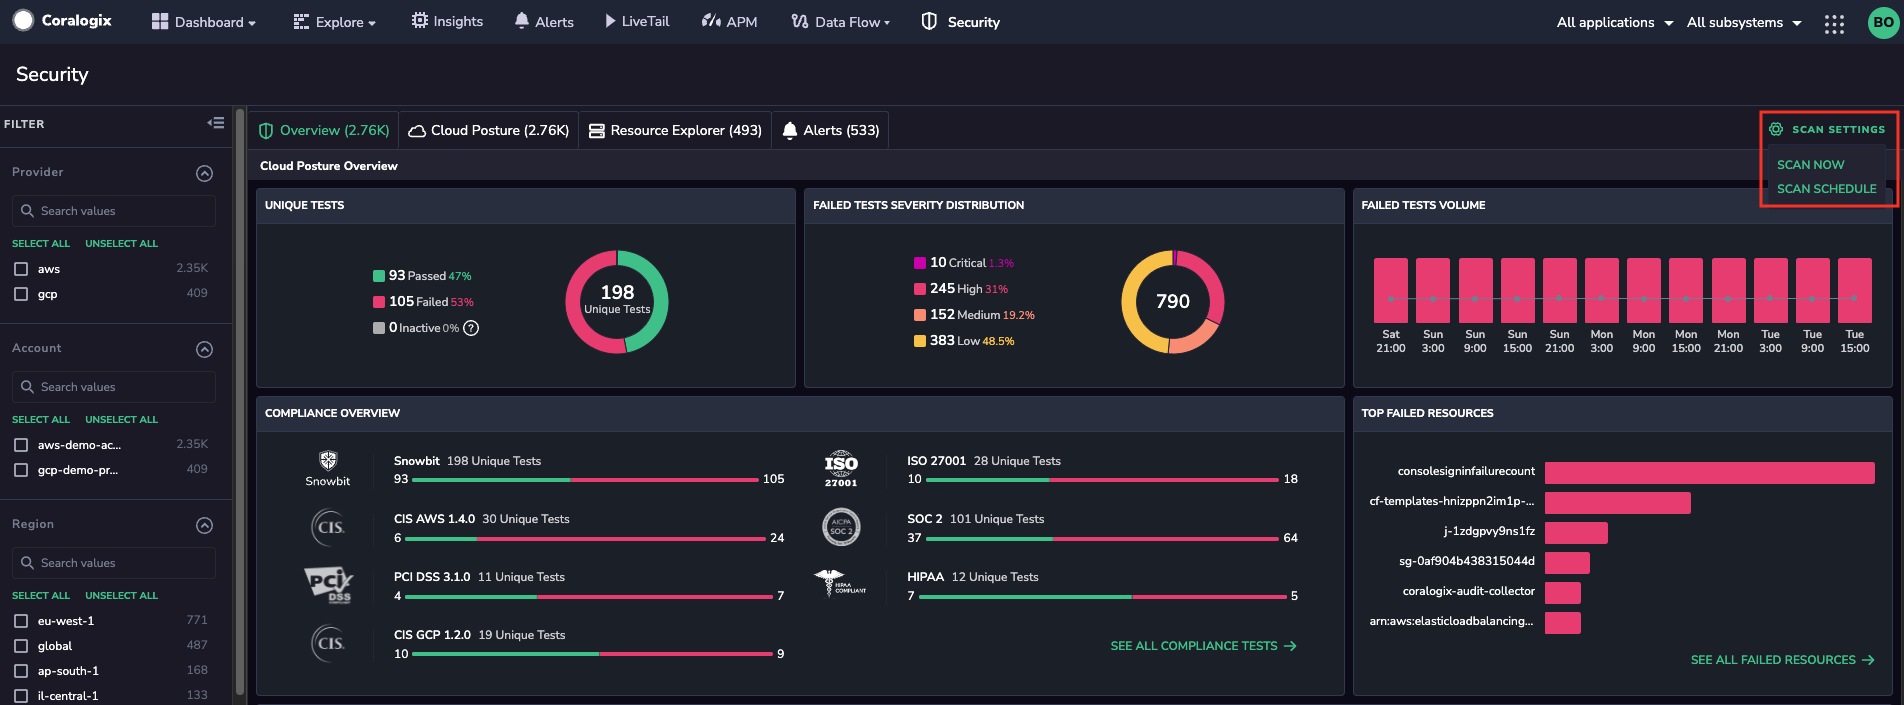 Coralogix Dashboard Explore Insights Alerts LiveTail APM Data Flow Security All applications All subsystems BO
Security
FILTER
Provider
Search values
SELECT ALL UNSELECT ALL
aws 2.35K
gcp 409
Account
Search values
SELECT ALL UNSELECT ALL
aws-demo-ac... 2.35K
gcp-demo-pr... 409
Region
Search values
SELECT ALL UNSELECT ALL
eu-west-1 771
global 487
ap-south-1 168
il-central-1 133
Overview (2.76K) Cloud Posture (2.76K) Resource Explorer (493) Alerts (533)
SCAN SETTINGS
SCAN NOW
SCAN SCHEDULE
Cloud Posture Overview
UNIQUE TESTS
93 Passed 47%
105 Failed 53%
0 Inactive 0% ?
198
Unique Tests
FAILED TESTS SEVERITY DISTRIBUTION
10 Critical 1.3%
245 High 31%
152 Medium 19.2%
383 Low 48.5%
790
FAILED TESTS VOLUME
Sat Sun Sun Sun Sun Mon Mon Mon Mon Tue Tue Tue
21:00 3:00 9:00 15:00 21:00 3:00 9:00 15:00 21:00 3:00 9:00 15:00
COMPLIANCE OVERVIEW
Snowbit
Snowbit 198 Unique Tests
93 105
CIS.
CIS AWS 1.4.0 30 Unique Tests
6 24
PCI DSS
PCI DSS 3.1.0 11 Unique Tests
4 7
CIS.
CIS GCP 1.2.0 19 Unique Tests
10 9
ISO
27001
ISO 27001 28 Unique Tests
10 18
AICPA
SOC 2
SOC 2 101 Unique Tests
37 64
HIPAA
COMPLIANT
HIPAA 12 Unique Tests
7 5
SEE ALL COMPLIANCE TESTS →
TOP FAILED RESOURCES
consolesigninfailurecount
cf-templates-hnizppn2im1p-...
j-1zdgpvy9ns1fz
sg-0af904b438315044d
coralogix-audit-collector
arn:aws:elasticloadbalancing...
SEE ALL FAILED RESOURCES →